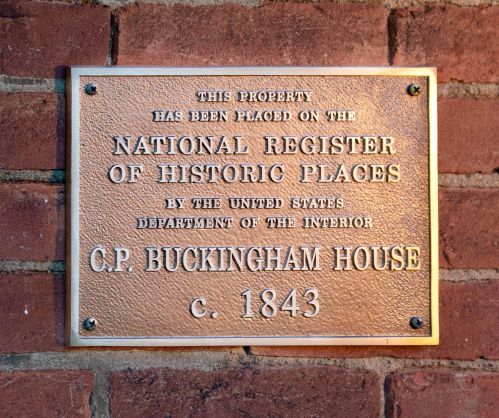 THIS PROPERTY
HAS BEEN PLACED ON THE
NATIONAL REGISTER
OF HISTORIC PLACES
BY THE UNITED STATES
DEPARTMENT OF THE INTERIOR
C.P. BUCKINGHAM HOUSE
c. 1843